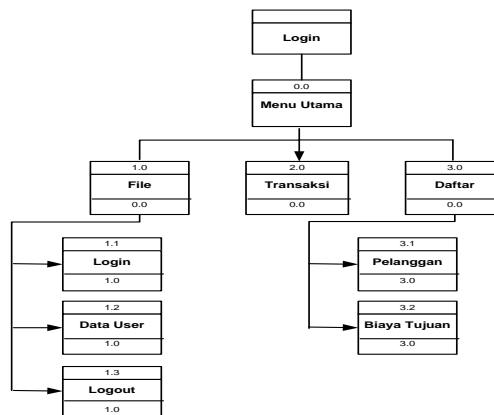 Login
0.0
Menu Utama
1.0
File
0.0
2.0
Transaksi
0.0
3.0
Daftar
0.0
1.1
Login
1.0
1.2
Data User
1.0
1.3
Logout
1.0
3.1
Pelanggan
3.0
3.2
Biaya Tujuan
3.0